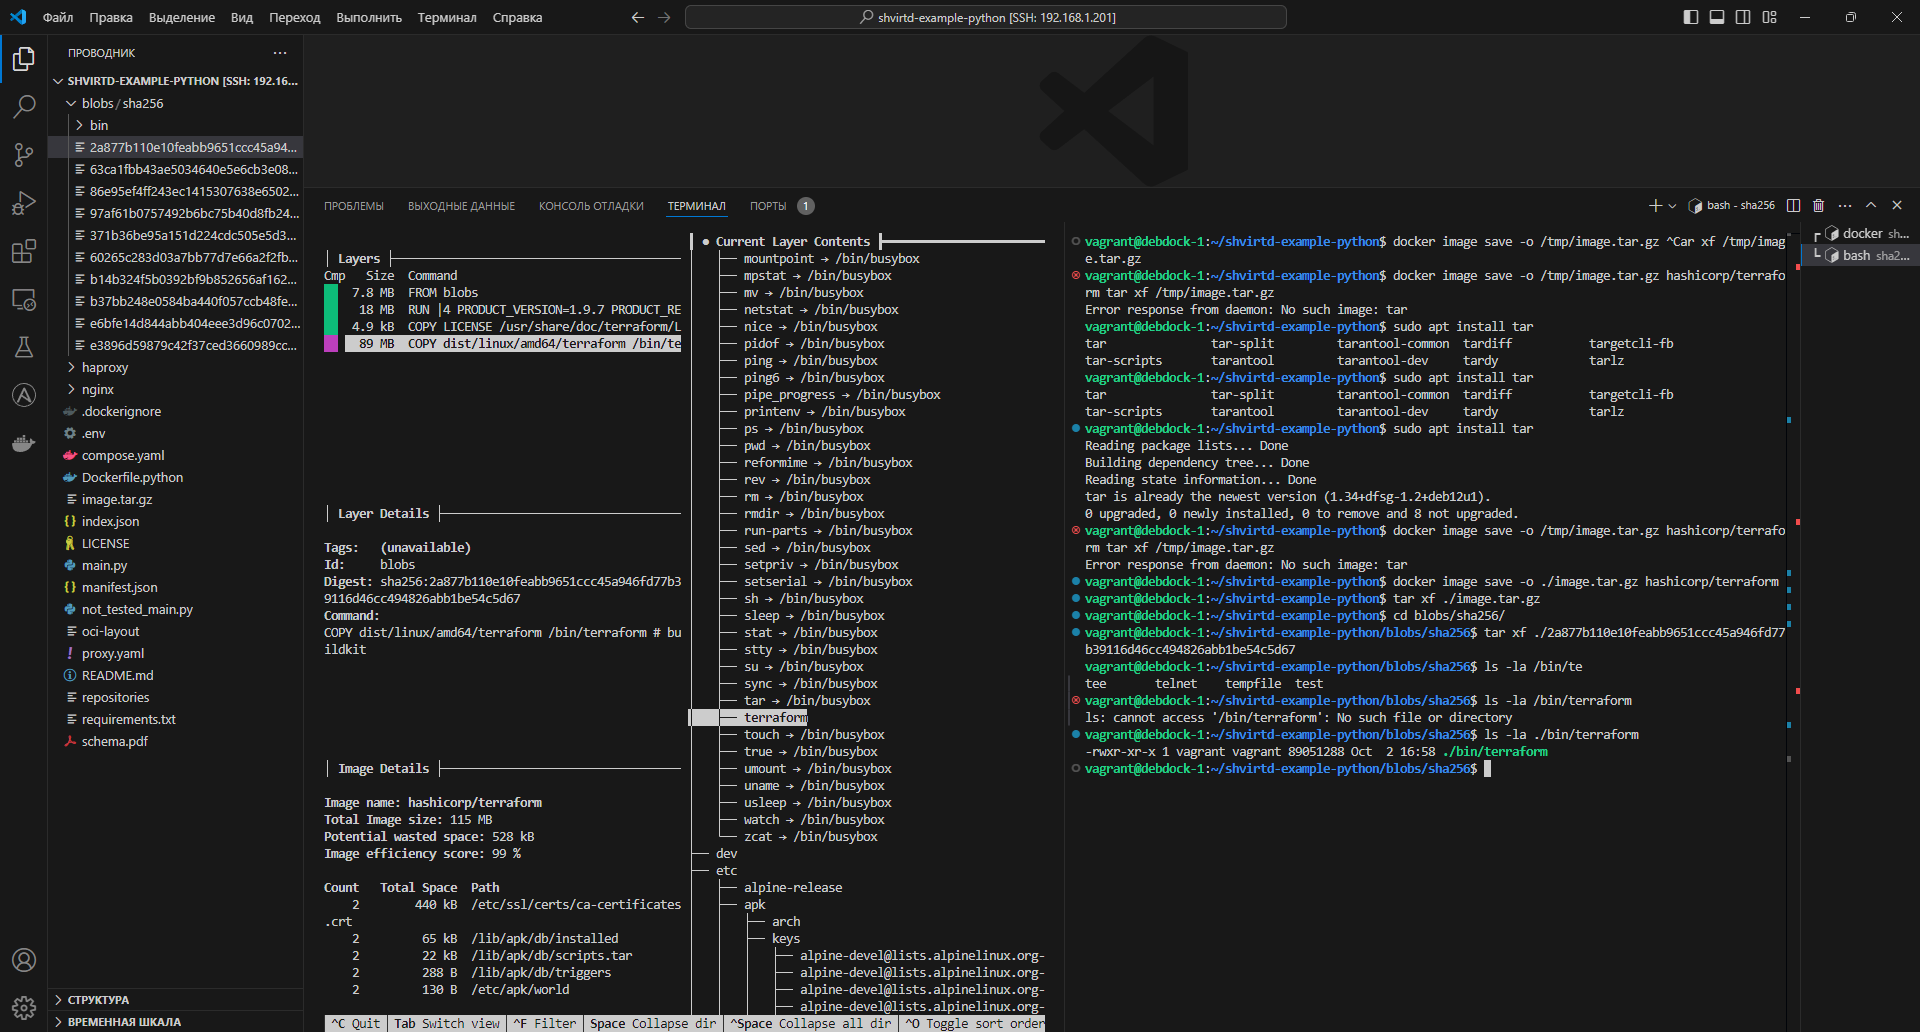 Файл Правка Выделение Вид Переход Выполнить Терминал Справка
shvirtd-example-python [SSH: 192.168.1.201]
ПРОВОДНИК
SHVIRTD-EXAMPLE-PYTHON [SSH: 192.16...
blobs / sha256
bin
2a877b110e10feabb9651ccc45a94...
63ca1fbb43ae5034640e5e6cb3e08...
86e95ef4ff243ec1415307638e6502...
97af61b0757492b6bc75b40d8fb24...
371b36be95a151d224cdc505e5d3...
60265c283d03a7bb77d7e66a2f2fb...
b14b324f5b0392bf9b852656af162...
b37bb248e0584ba440f057ccb48fe...
e6bfe14d844abb404eee3d96c0702...
e3896d59879c42f37ced3660989cc...
haproxy
nginx
.dockerignore
.env
compose.yaml
Dockerfile.python
image.tar.gz
index.json
LICENSE
main.py
manifest.json
not_tested_main.py
oci-layout
proxy.yaml
README.md
repositories
requirements.txt
schema.pdf
СТРУКТУРА
ВРЕМЕННАЯ ШКАЛА
ПРОБЛЕМЫ ВЫХОДНЫЕ ДАННЫЕ КОНСОЛЬ ОТЛАДКИ ТЕРМИНАЛ ПОРТЫ 1
bash - sha256
Layers
Cmp Size Command
7.8 MB FROM blobs
18 MB RUN |4 PRODUCT_VERSION=1.9.7 PRODUCT_RE
4.9 kB COPY LICENSE /usr/share/doc/terraform/L
89 MB COPY dist/linux/amd64/terraform /bin/te
Layer Details
Tags: (unavailable)
Id: blobs
Digest: sha256:2a877b110e10feabb9651ccc45a946fd77b3
9116d46cc494826abb1be54c5d67
Command:
COPY dist/linux/amd64/terraform /bin/terraform # bu
ildkit
Image Details
Image name: hashicorp/terraform
Total Image size: 115 MB
Potential wasted space: 528 kB
Image efficiency score: 99 %
Count Total Space Path
2 440 kB /etc/ssl/certs/ca-certificates
.crt
2 65 kB /lib/apk/db/installed
2 22 kB /lib/apk/db/scripts.tar
2 288 B /lib/apk/db/triggers
2 130 B /etc/apk/world
● Current Layer Contents
mountpoint → /bin/busybox
mpstat → /bin/busybox
mv → /bin/busybox
netstat → /bin/busybox
nice → /bin/busybox
pidof → /bin/busybox
ping → /bin/busybox
ping6 → /bin/busybox
pipe_progress → /bin/busybox
printenv → /bin/busybox
ps → /bin/busybox
pwd → /bin/busybox
reformime → /bin/busybox
rev → /bin/busybox
rm → /bin/busybox
rmdir → /bin/busybox
run-parts → /bin/busybox
sed → /bin/busybox
setpriv → /bin/busybox
setserial → /bin/busybox
sh → /bin/busybox
sleep → /bin/busybox
stat → /bin/busybox
stty → /bin/busybox
su → /bin/busybox
sync → /bin/busybox
tar → /bin/busybox
terraform
touch → /bin/busybox
true → /bin/busybox
umount → /bin/busybox
uname → /bin/busybox
usleep → /bin/busybox
watch → /bin/busybox
zcat → /bin/busybox
dev
etc
alpine-release
apk
arch
keys
alpine-devel@lists.alpinelinux.org-
alpine-devel@lists.alpinelinux.org-
alpine-devel@lists.alpinelinux.org-
alpine-devel@lists.alpinelinux.org-
^C Quit Tab Switch view ^F Filter Space Collapse dir ^Space Collapse all dir ^O Toggle sort order
vagrant@debdock-1:~/shvirtd-example-python$ docker image save -o /tmp/image.tar.gz ^Car xf /tmp/imag
e.tar.gz
vagrant@debdock-1:~/shvirtd-example-python$ docker image save -o /tmp/image.tar.gz hashicorp/terrafo
rm tar xf /tmp/image.tar.gz
Error response from daemon: No such image: tar
vagrant@debdock-1:~/shvirtd-example-python$ sudo apt install tar
tar tar-split tarantool-common tardiff targetcli-fb
tar-scripts tarantool tarantool-dev tardy tarlz
vagrant@debdock-1:~/shvirtd-example-python$ sudo apt install tar
tar tar-split tarantool-common tardiff targetcli-fb
tar-scripts tarantool tarantool-dev tardy tarlz
vagrant@debdock-1:~/shvirtd-example-python$ sudo apt install tar
Reading package lists... Done
Building dependency tree... Done
Reading state information... Done
tar is already the newest version (1.34+dfsg-1.2+deb12u1).
0 upgraded, 0 newly installed, 0 to remove and 8 not upgraded.
vagrant@debdock-1:~/shvirtd-example-python$ docker image save -o /tmp/image.tar.gz hashicorp/terrafo
rm tar xf /tmp/image.tar.gz
Error response from daemon: No such image: tar
vagrant@debdock-1:~/shvirtd-example-python$ docker image save -o ./image.tar.gz hashicorp/terraform
vagrant@debdock-1:~/shvirtd-example-python$ tar xf ./image.tar.gz
vagrant@debdock-1:~/shvirtd-example-python$ cd blobs/sha256/
vagrant@debdock-1:~/shvirtd-example-python/blobs/sha256$ tar xf ./2a877b110e10feabb9651ccc45a946fd77
b39116d46cc494826abb1be54c5d67
vagrant@debdock-1:~/shvirtd-example-python/blobs/sha256$ ls -la /bin/te
tee telnet tempfile test
vagrant@debdock-1:~/shvirtd-example-python/blobs/sha256$ ls -la /bin/terraform
ls: cannot access '/bin/terraform': No such file or directory
vagrant@debdock-1:~/shvirtd-example-python/blobs/sha256$ ls -la ./bin/terraform
-rwxr-xr-x 1 vagrant vagrant 89051288 Oct 2 16:58 ./bin/terraform
vagrant@debdock-1:~/shvirtd-example-python/blobs/sha256$
docker sh...
bash sha2...